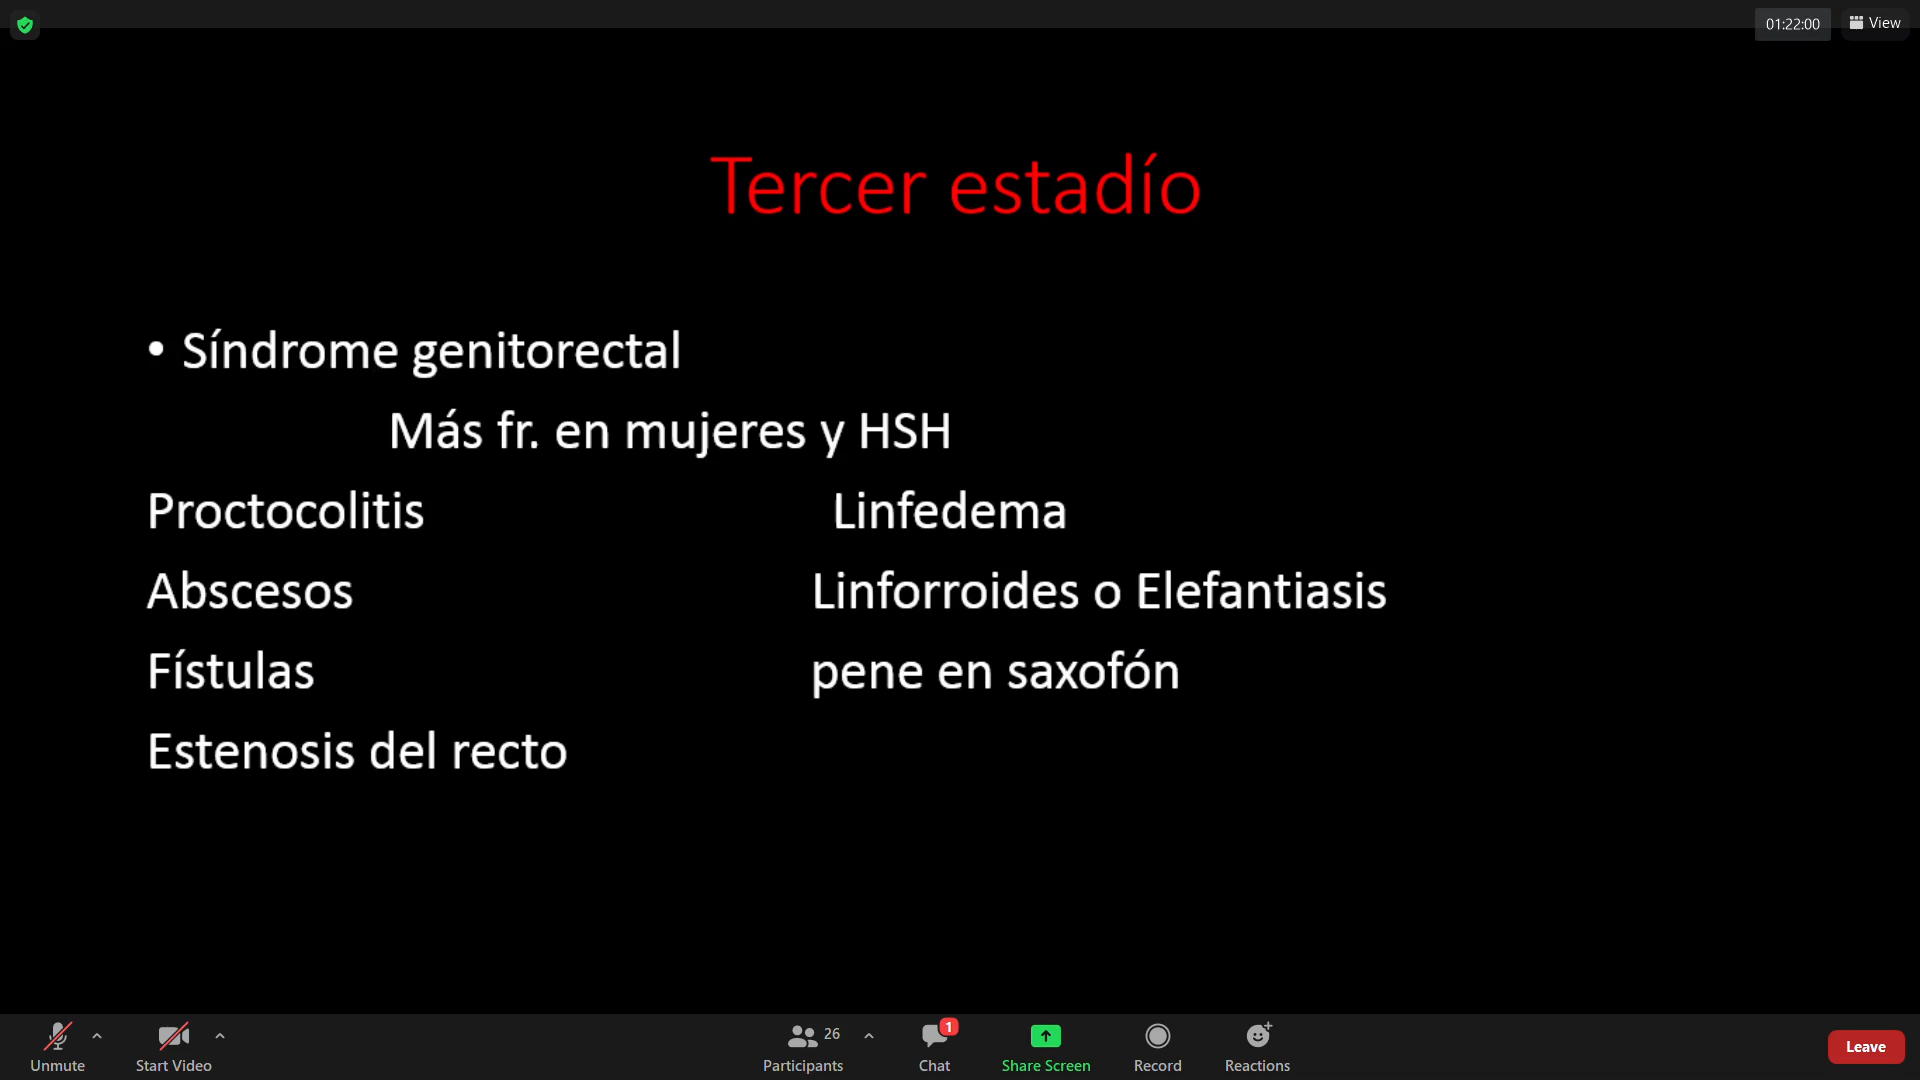 01:22:00 View
Tercer estadío
• Síndrome genitorectal
Más fr. en mujeres y HSH
Proctocolitis Linfedema
Abscesos Linforroides o Elefantiasis
Fístulas pene en saxofón
Estenosis del recto
26 1
Unmute Start Video Participants Chat Share Screen Record Reactions Leave